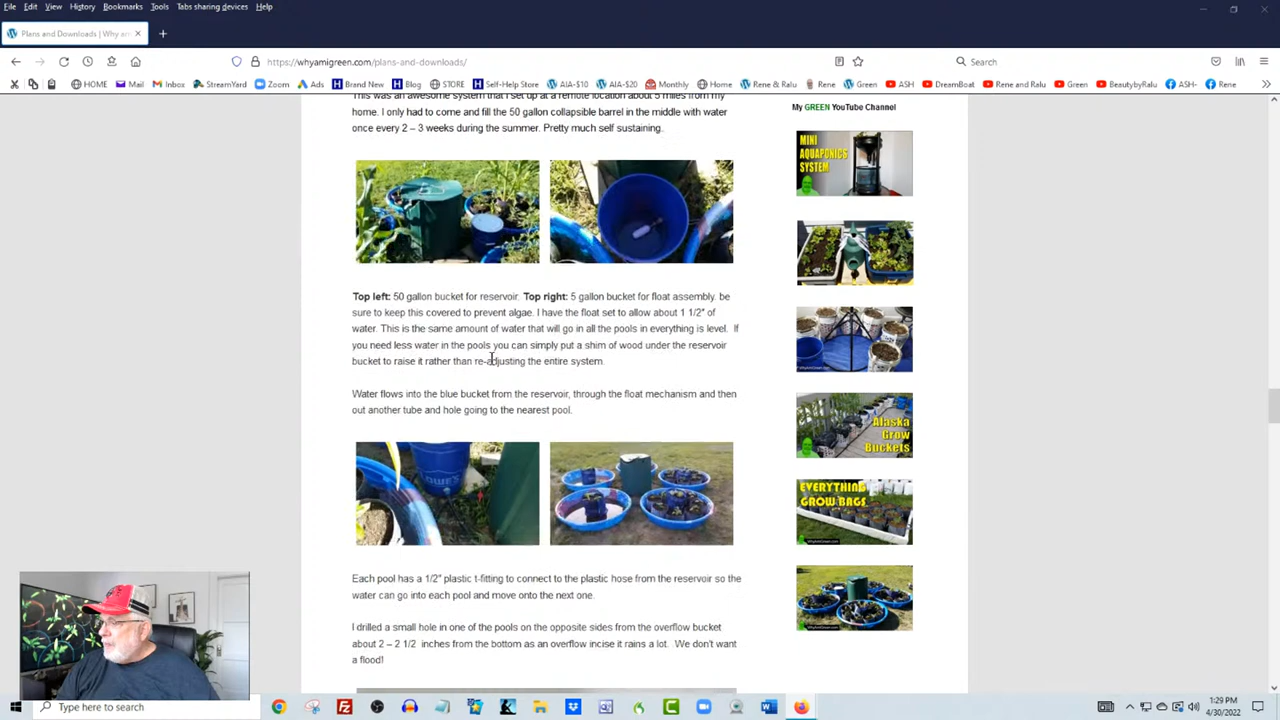 File Edit View History Bookmarks Tools Tabs sharing devices Help
Plans and Downloads | Why am
https://whyamigreen.com/plans-and-downloads/
Search
HOME Mail Inbox StreamYard Zoom Ads Brand New Blog STORE Self-Help Store AIA-$10 AIA-$20 Monthly Home Rene & Ralu Rene Green ASH DreamBoat Rene and Ralu Green BeautybyRalu ASH- Rene
This was an awesome system that I set up at a remote location about 5 miles from my
home. I only had to come and fill the 50 gallon collapsible barrel in the middle with water
once every 2 – 3 weeks during the summer. Pretty much self sustaining.
Top left: 50 gallon bucket for reservoir. Top right: 5 gallon bucket for float assembly. be
sure to keep this covered to prevent algae. I have the float set to allow about 1 1/2" of
water. This is the same amount of water that will go in all the pools in everything is level. If
you need less water in the pools you can simply put a shim of wood under the reservoir
bucket to raise it rather than re-adjusting the entire system.
Water flows into the blue bucket from the reservoir, through the float mechanism and then
out another tube and hole going to the nearest pool.
LOWE'S
Each pool has a 1/2" plastic t-fitting to connect to the plastic hose from the reservoir so the
water can go into each pool and move onto the next one.
I drilled a small hole in one of the pools on the opposite sides from the overflow bucket
about 2 – 2 1/2 inches from the bottom as an overflow incise it rains a lot. We don't want
a flood!
My GREEN YouTube Channel
MINI
AQUAPONICS
SYSTEM
Alaska
Grow
Buckets
EVERYTHING
GROW BAGS
Type here to search
1:29 PM
4/30/2022